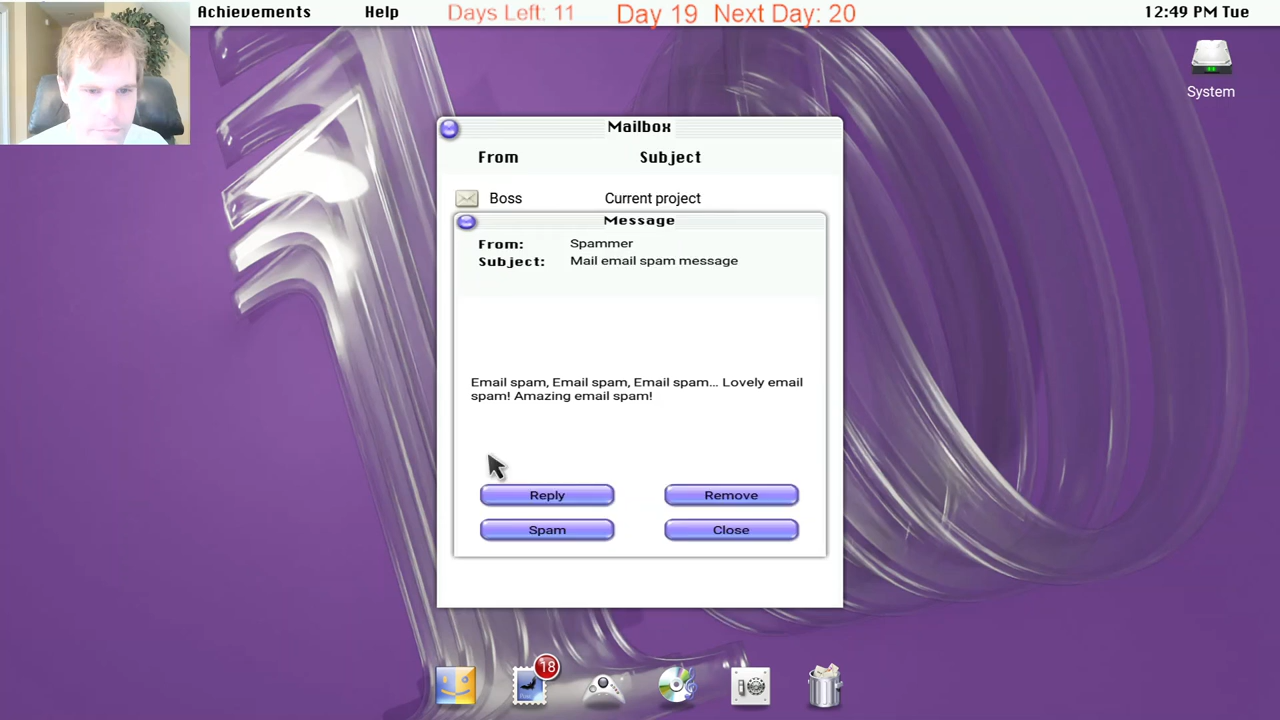 Achievements Help Days Left: 11 Day 19 Next Day: 20 12:49 PM Tue
System
Mailbox
From Subject
Boss Current project
Message
From: Spammer
Subject: Mail email spam message
Email spam, Email spam, Email spam... Lovely email
spam! Amazing email spam!
Reply Remove
Spam Close
18